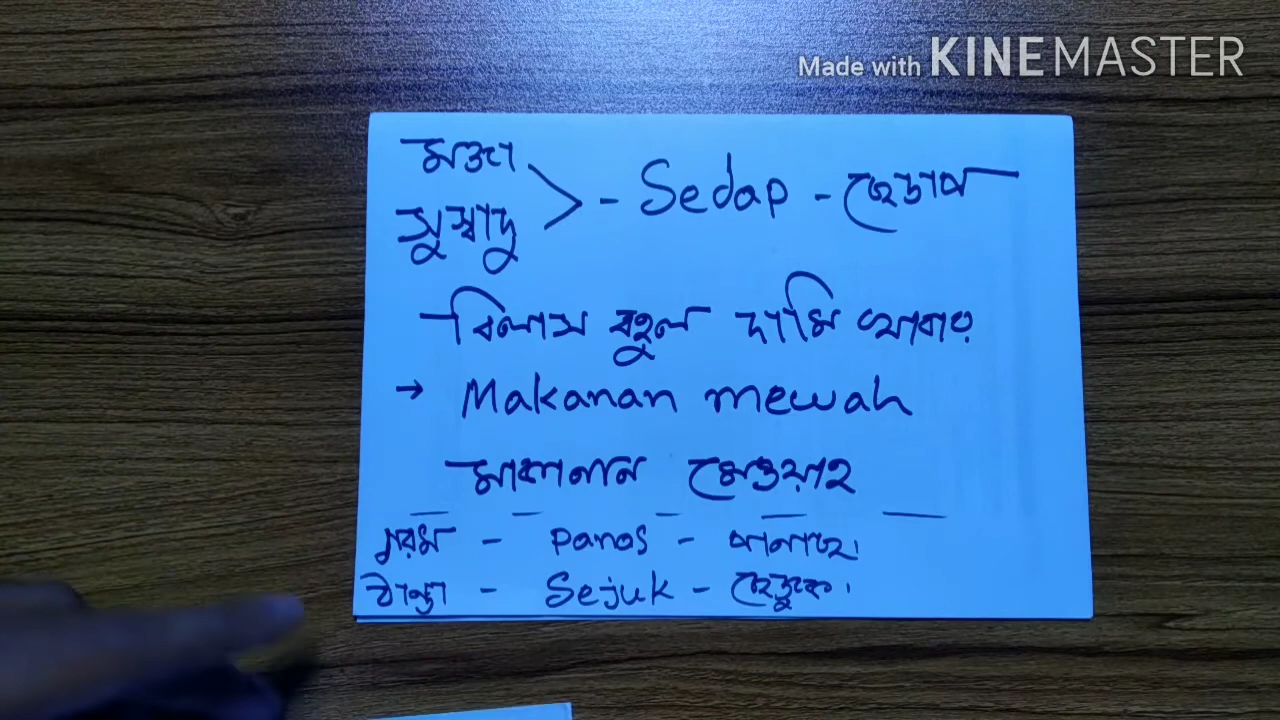 Made with KINEMASTER
মজা
সুস্বাদু > - Sedap - ছেডাপ
বিলাস বহুল দামি খাবার
→ Makanan mewah
মাকানান মেওয়াহ
গরম - panas - পানাছ।
ঠান্ডা - Sejuk -